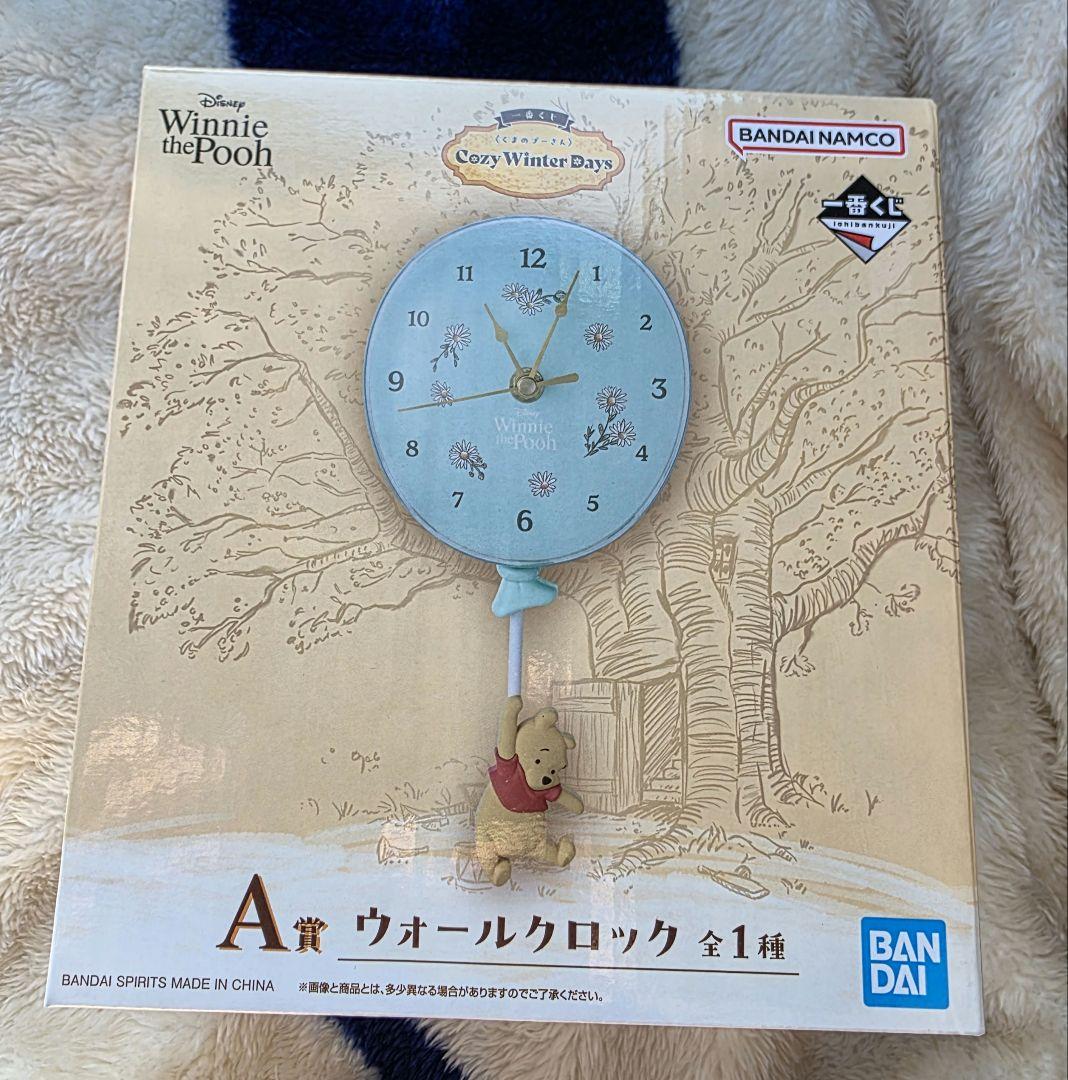 Disney
Winnie
the Pooh
一番くじ
〈くまのプーさん〉
Cozy Winter Days
BANDAI NAMCO
一番くじ
ichibankuji
12
1
2
3
4
5
6
7
8
9
10
11
Disney
Winnie
the Pooh
A賞 ウォールクロック 全1種
BANDAI SPIRITS MADE IN CHINA ※画像と商品とは、多少異なる場合がありますのでご了承ください。
BAN
DAI